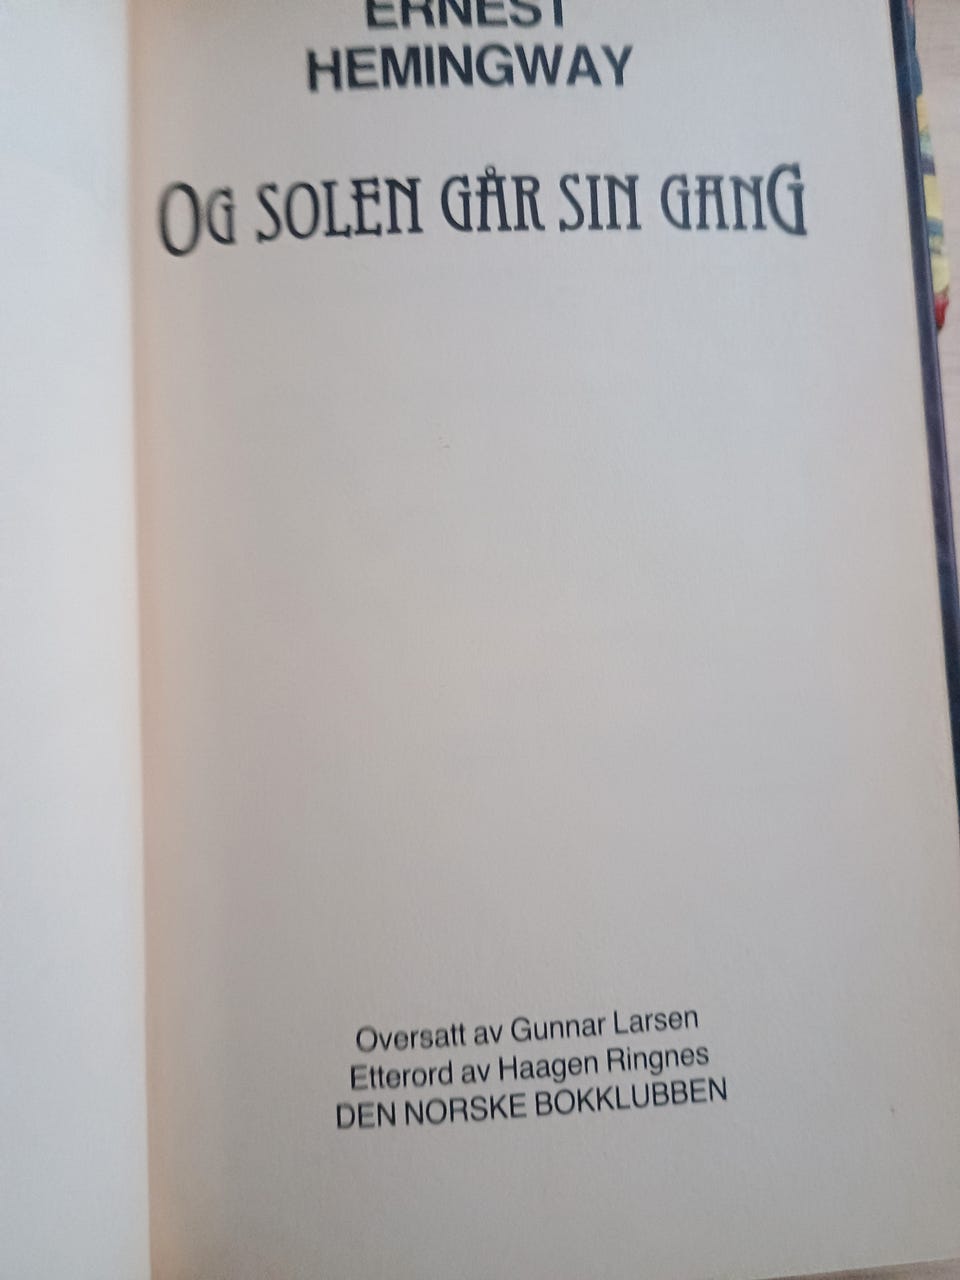 ERNEST
HEMINGWAY
OG SOLEN GÅR SIN GANG
Oversatt av Gunnar Larsen
Etterord av Haagen Ringnes
DEN NORSKE BOKKLUBBEN